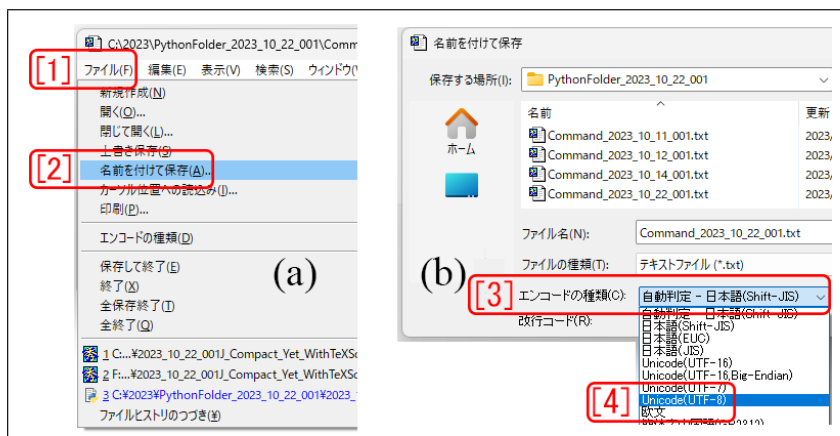 C:\2023\PythonFolder_2023_10_22_001\Comm
[1]
ファイル(F) 編集(E) 表示(V) 検索(S)
新規作成(N)
開く(O)...
閉じて開く(L)...
上書き保存(S)
[2]
名前を付けて保存(A)...
カーソル位置への読込み(I)...
印刷(P)...
エンコードの種類(D)
保存して終了(E)
終了(X)
全保存終了(T)
全終了(Q)
(a)
1 C:...¥2023_10_22_001J_Compact_Yet_WithTeXSc
2 F:...¥2023_10_22_001J_Compact_Yet_WithTeXSc
3 C:¥2023¥PythonFolder_2023_10_22_001¥2023_1
ファイルヒストリのつづき(¥)
名前を付けて保存
保存する場所(I): PythonFolder_2023_10_22_001
ホーム
名前 更新
Command_2023_10_11_001.txt 2023/
Command_2023_10_12_001.txt 2023/
Command_2023_10_14_001.txt 2023/
Command_2023_10_22_001.txt 2023/
(b)
ファイル名(N): Command_2023_10_22_001.txt
ファイルの種類(T): テキストファイル (*.txt)
[3]
エンコードの種類(C): 自動判定 - 日本語(Shift-JIS)
改行コード(R):
自動判定 - 日本語(Shift-JIS)
日本語(Shift-JIS)
日本語(EUC)
日本語(JIS)
Unicode(UTF-16)
Unicode(UTF-16,Big-Endian)
Unicode(UTF-7)
[4]
Unicode(UTF-8)
欧文